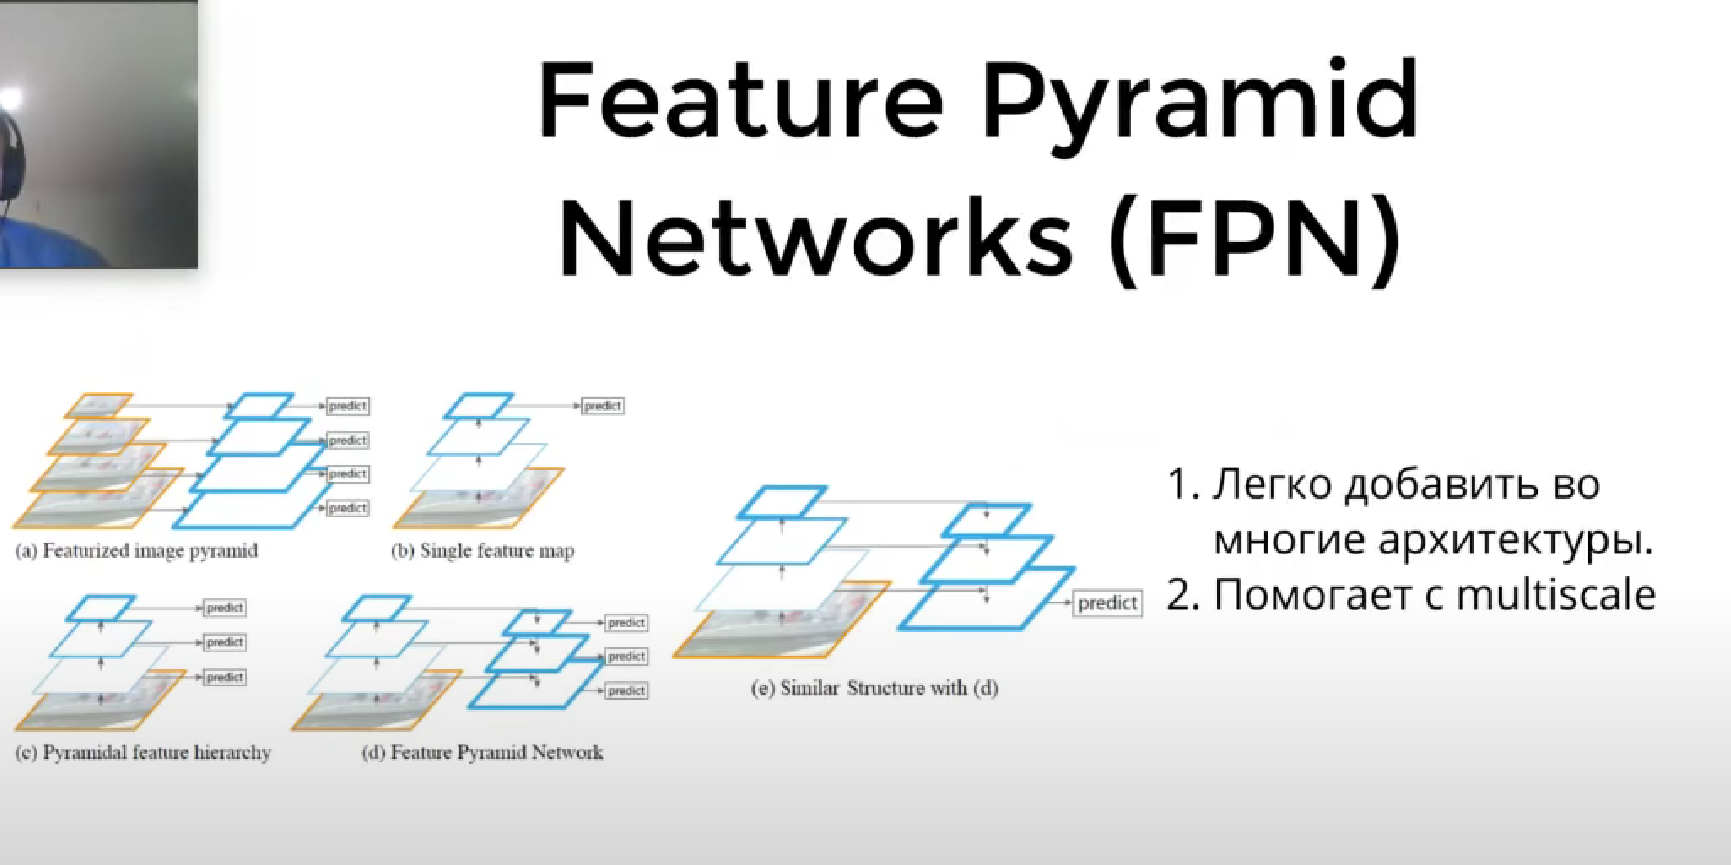 Feature Pyramid
Networks (FPN)
predict
predict
predict
predict
(a) Featurized image pyramid
predict
(b) Single feature map
predict
predict
predict
(c) Pyramidal feature hierarchy
predict
predict
predict
(d) Feature Pyramid Network
predict
(e) Similar Structure with (d)
1. Легко добавить во
многие архитектуры.
2. Помогает с multiscale